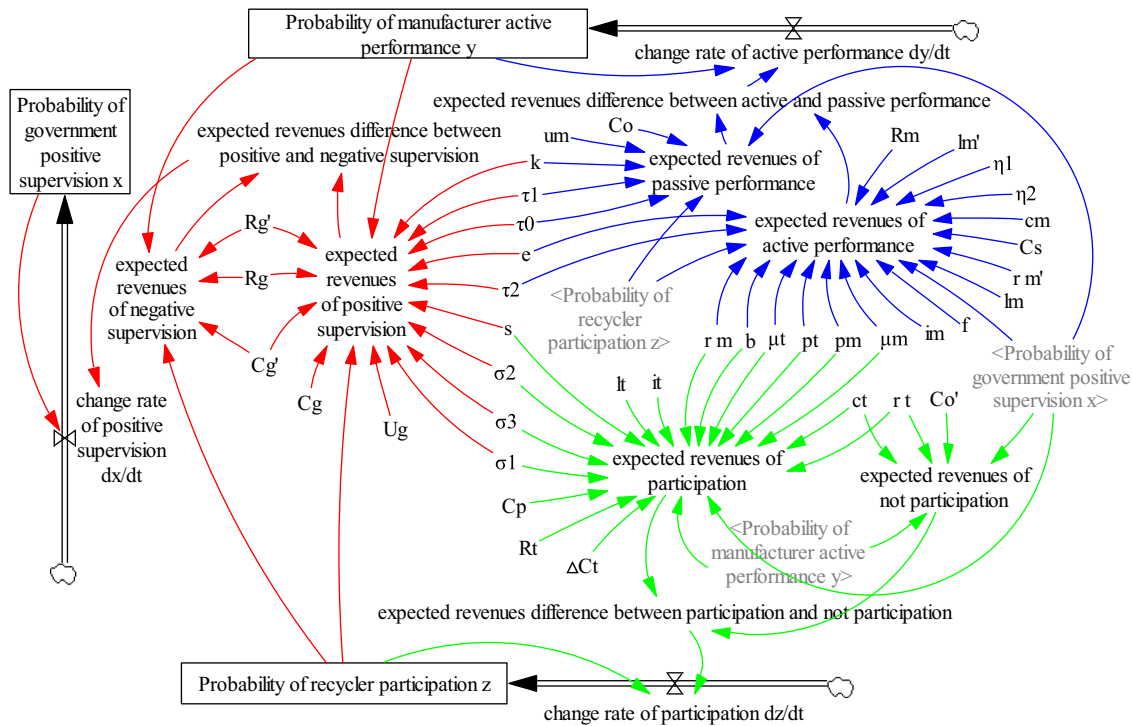 Probability of manufacturer active
performance y
change rate of active performance dy/dt
Probability of
government
positive
supervision x
expected revenues difference between active and passive performance
expected revenues difference between
positive and negative supervision
um
Co
k
τ1
τ0
e
τ2
expected revenues of
passive performance
Rm
lm'
η1
η2
cm
Cs
r m'
lm
expected revenues of
active performance
Rg'
Rg
Cg'
expected
revenues
of negative
supervision
expected
revenues
of positive
supervision
<Probability of
recycler
participation z>
s
σ2
σ3
σ1
r m
b
μt
pt
pm
μm
im
f
<Probability of
government positive
supervision x>
Cg
Ug
lt
it
ct
r t
Co'
change rate
of positive
supervision
dx/dt
expected revenues of
participation
expected revenues of
not participation
Cp
Rt
△Ct
<Probability of
manufacturer active
performance y>
expected revenues difference between participation and not participation
Probability of recycler participation z
change rate of participation dz/dt